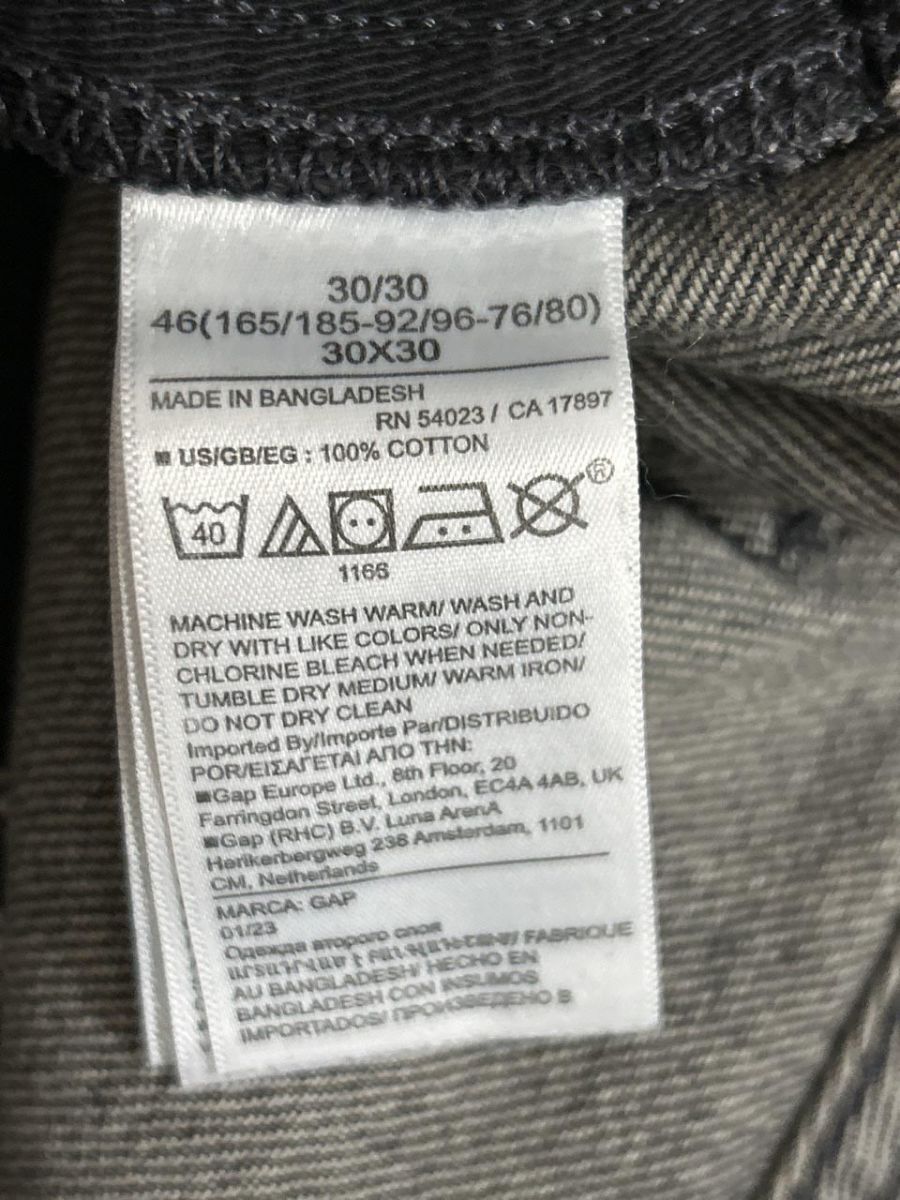 30/30
46(165/185-92/96-76/80)
30X30
MADE IN BANGLADESH
RN 54023 / CA 17897
■ US/GB/EG : 100% COTTON
40
®
1166
MACHINE WASH WARM/ WASH AND
DRY WITH LIKE COLORS/ ONLY NON-
CHLORINE BLEACH WHEN NEEDED/
TUMBLE DRY MEDIUM/ WARM IRON/
DO NOT DRY CLEAN
Imported By/Importe Par/DISTRIBUIDO
POR/ΕΙΣΑΓΕΤΑΙ ΑΠΟ ΤΗΝ:
■Gap Europe Ltd., 8th Floor, 20
Farringdon Street, London, EC4A 4AB, UK
■Gap (RHC) B.V. Luna ArenA
Herikerbergweg 238 Amsterdam, 1101
CM, Netherlands
MARCA: GAP
01/23
Одежда второго слоя
FABRIQUE
AU BANGLADESH/ HECHO EN
BANGLADESH CON INSUMOS
IMPORTADOS/ ПРОИЗВЕДЕНО В